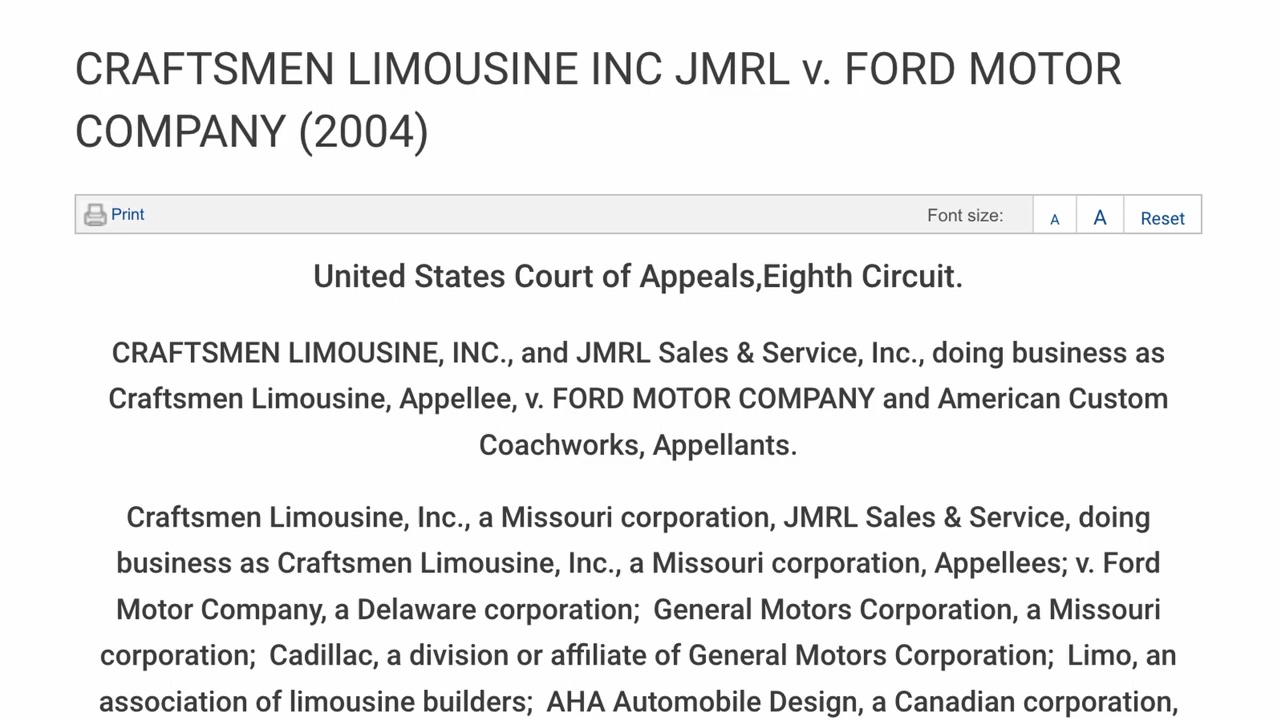 CRAFTSMEN LIMOUSINE INC JMRL v. FORD MOTOR
COMPANY (2004)
Print Font size: A A Reset
United States Court of Appeals,Eighth Circuit.
CRAFTSMEN LIMOUSINE, INC., and JMRL Sales & Service, Inc., doing business as
Craftsmen Limousine, Appellee, v. FORD MOTOR COMPANY and American Custom
Coachworks, Appellants.
Craftsmen Limousine, Inc., a Missouri corporation, JMRL Sales & Service, doing
business as Craftsmen Limousine, Inc., a Missouri corporation, Appellees; v. Ford
Motor Company, a Delaware corporation; General Motors Corporation, a Missouri
corporation; Cadillac, a division or affiliate of General Motors Corporation; Limo, an
association of limousine builders; AHA Automobile Design, a Canadian corporation,